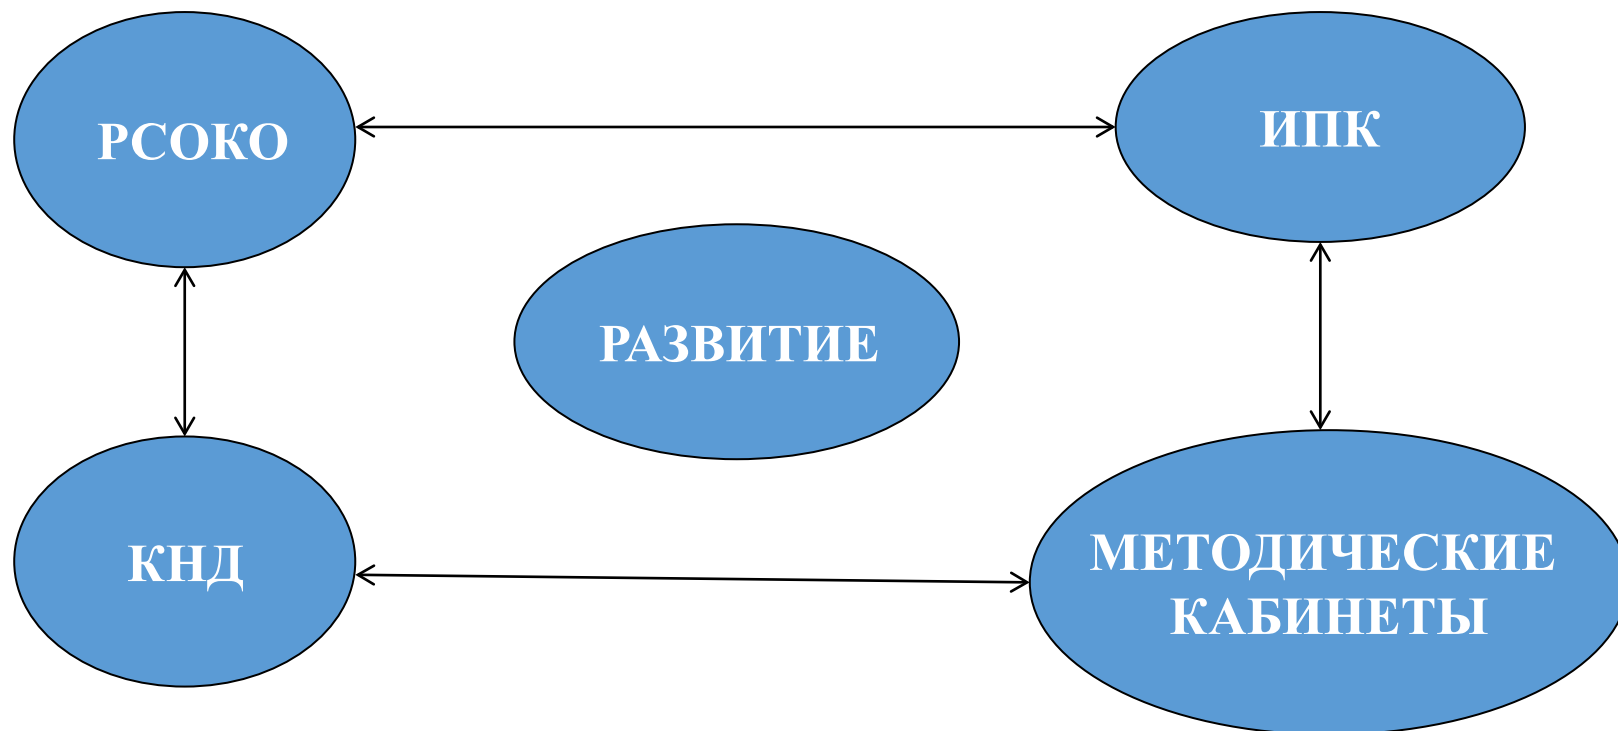 РСОКО
ИПК
РАЗВИТИЕ
КНД
МЕТОДИЧЕСКИЕ
КАБИНЕТЫ